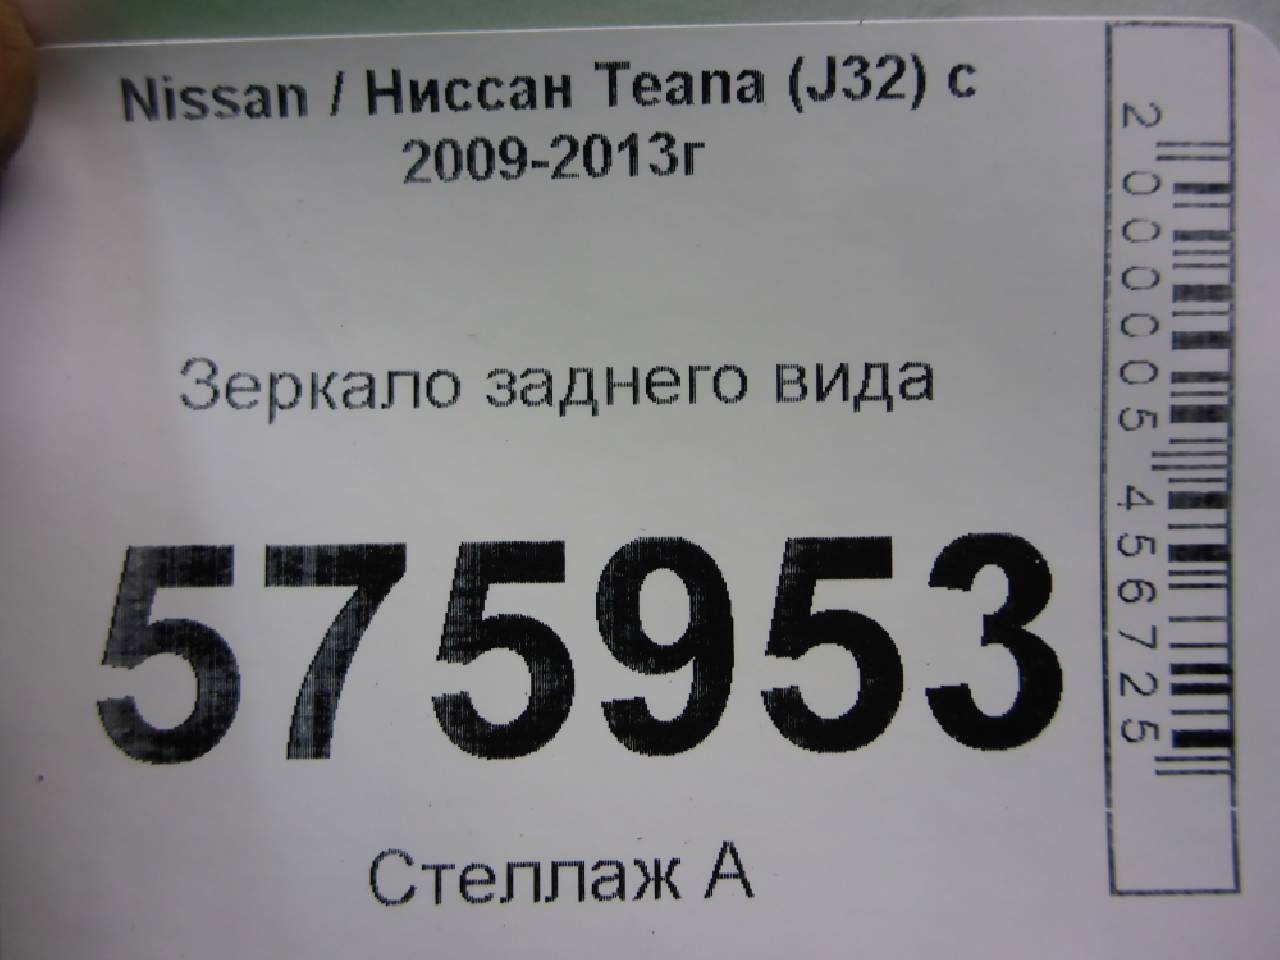 Nissan / Ниссан Teana (J32) с
2009-2013г
Зеркало заднего вида
575953
Стеллаж А
2000005456725